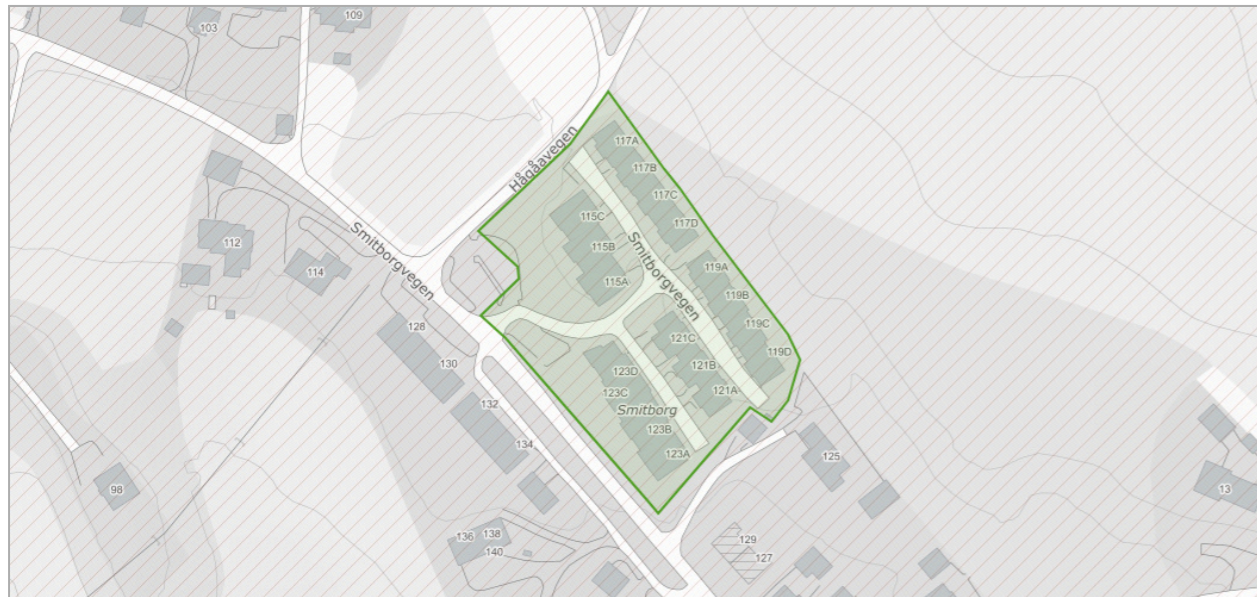 109
103
117A
Hågåavegen
117B
117C
115C
117D
Smitborgvegen
112
115B
Smitborgvegen
119A
114
115A
119B
128
121C
119C
119D
130
121B
123D
121A
123C
132
Smitborg
123B
134
123A
125
98
13
136
138
129
140
127